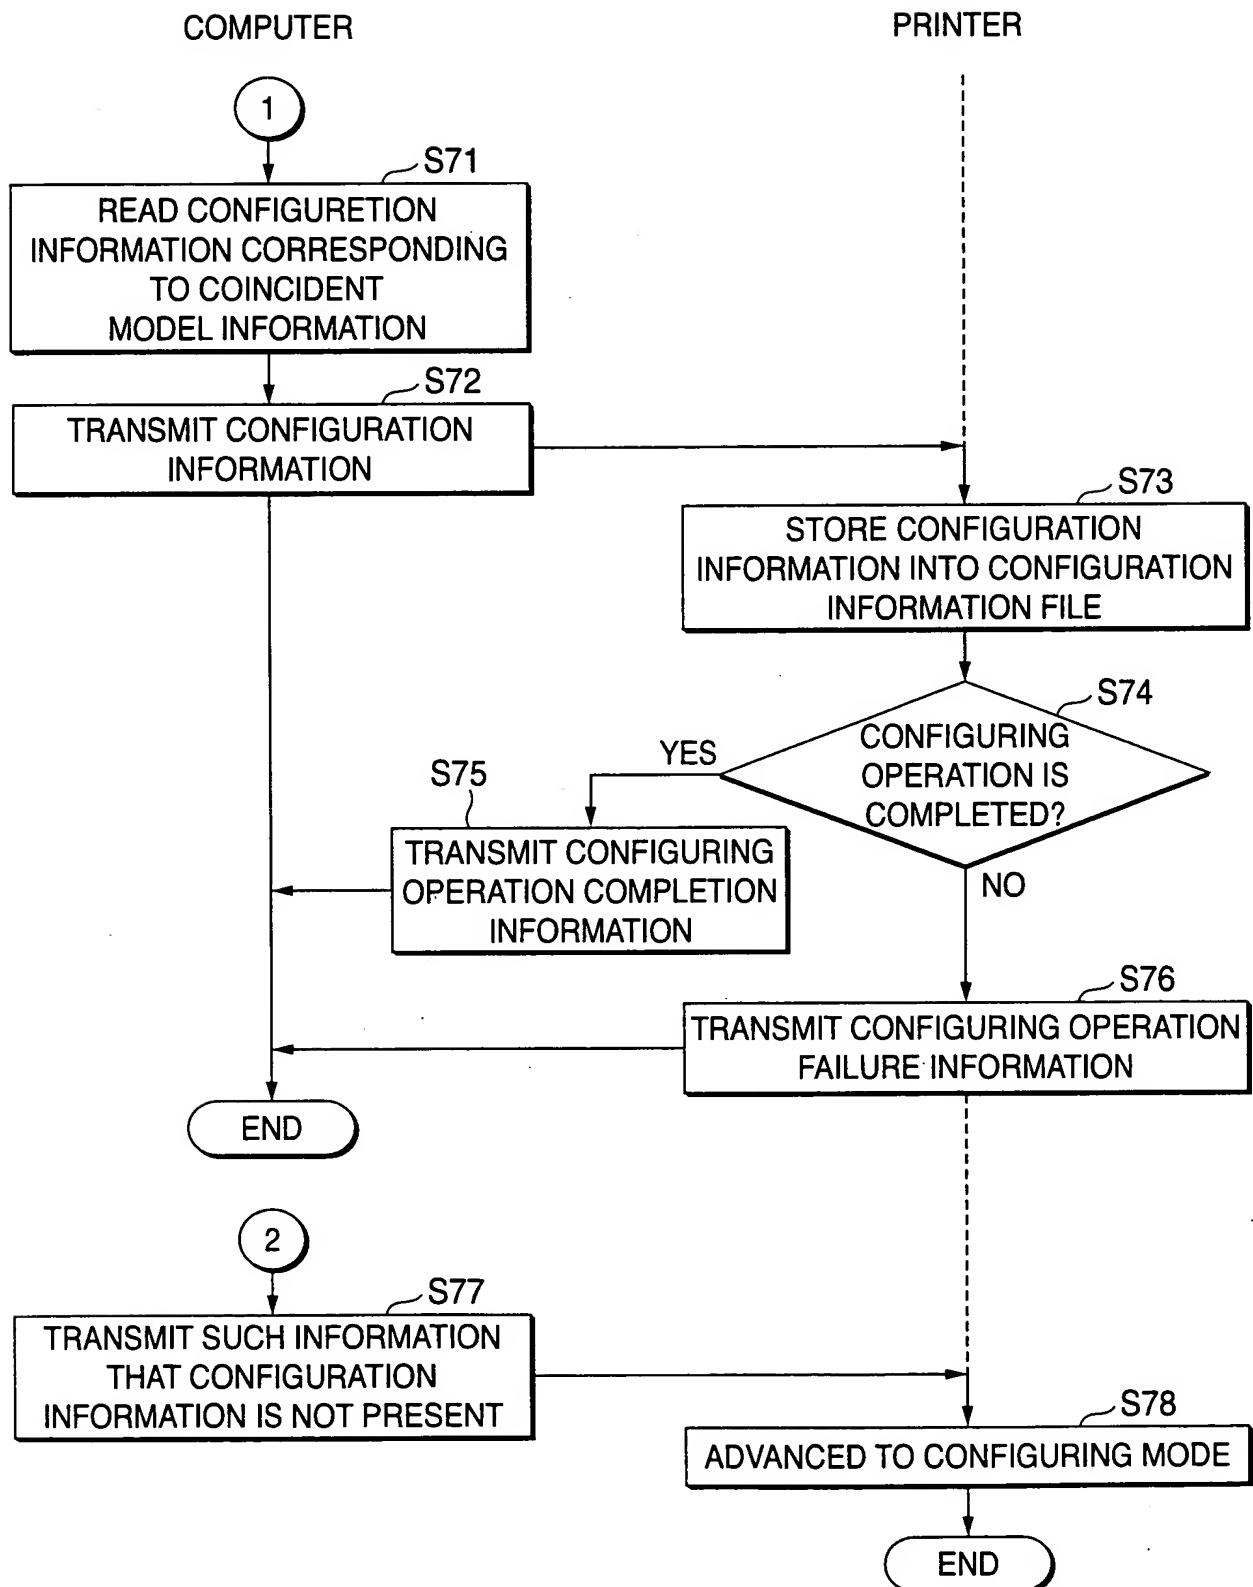 COMPUTER
PRINTER
1
S71
READ CONFIGURETION
INFORMATION CORRESPONDING
TO COINCIDENT
MODEL INFORMATION
S72
TRANSMIT CONFIGURATION
INFORMATION
S73
STORE CONFIGURATION
INFORMATION INTO CONFIGURATION
INFORMATION FILE
S74
CONFIGURING
OPERATION IS
COMPLETED?
YES
NO
S75
TRANSMIT CONFIGURING
OPERATION COMPLETION
INFORMATION
S76
TRANSMIT CONFIGURING OPERATION
FAILURE INFORMATION
END
2
S77
TRANSMIT SUCH INFORMATION
THAT CONFIGURATION
INFORMATION IS NOT PRESENT
S78
ADVANCED TO CONFIGURING MODE
END